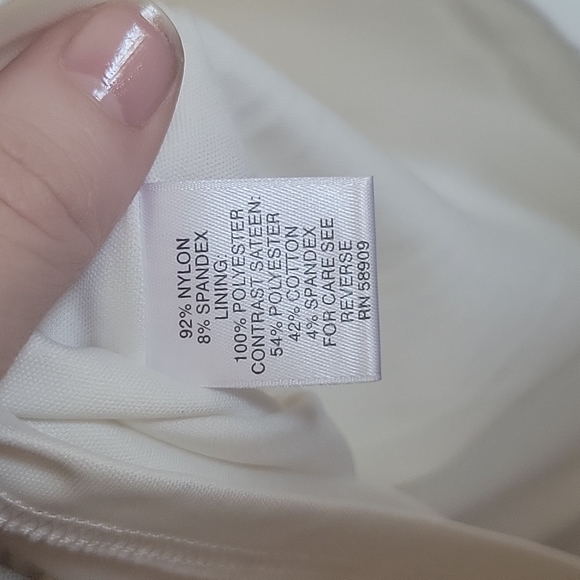 92% NYLON
8% SPANDEX
LINING:
100% POLYESTER
CONTRAST SATEEN:
54% POLYESTER
42% COTTON
4% SPANDEX
FOR CARE SEE
REVERSE
RN 58909